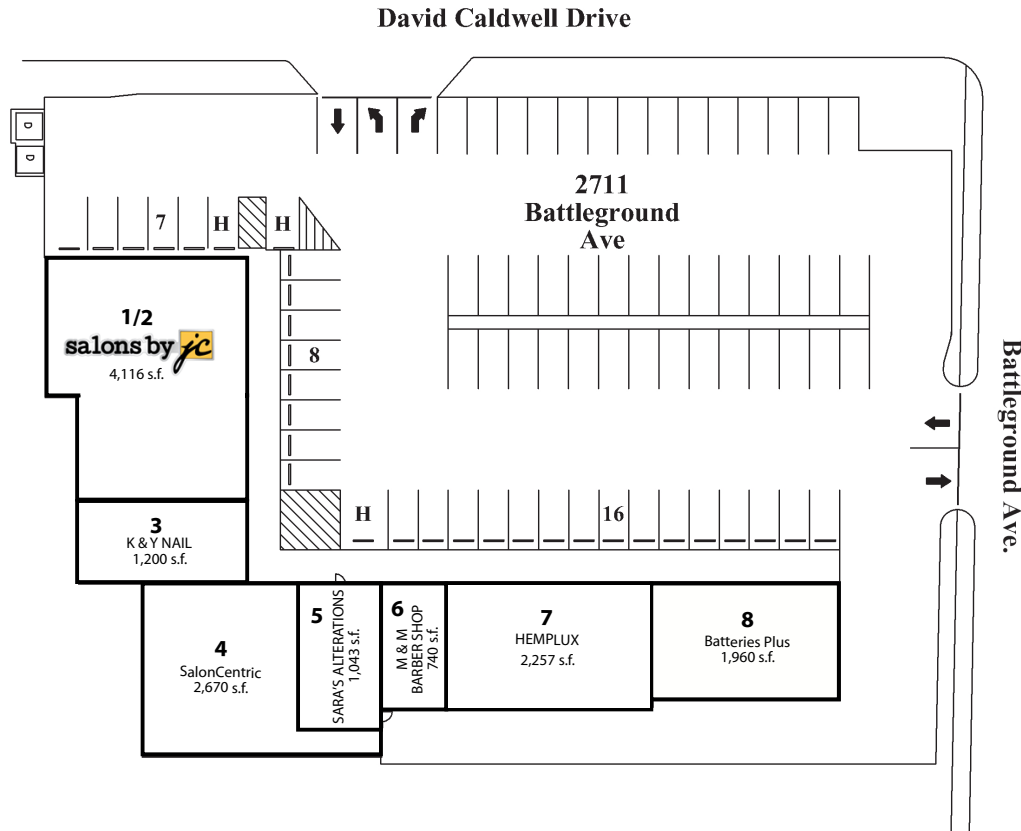 David Caldwell Drive
D
D
2711
Battleground
Ave
7
H
H
1/2
salons by jc
4,116 s.f.
8
Battleground Ave.
H
16
3
K & Y NAIL
1,200 s.f.
4
SalonCentric
2,670 s.f.
5
SARA'S ALTERATIONS
1,043 s.f.
6
M & M
BARBER SHOP
740 s.f.
7
HEMPLUX
2,257 s.f.
8
Batteries Plus
1,960 s.f.